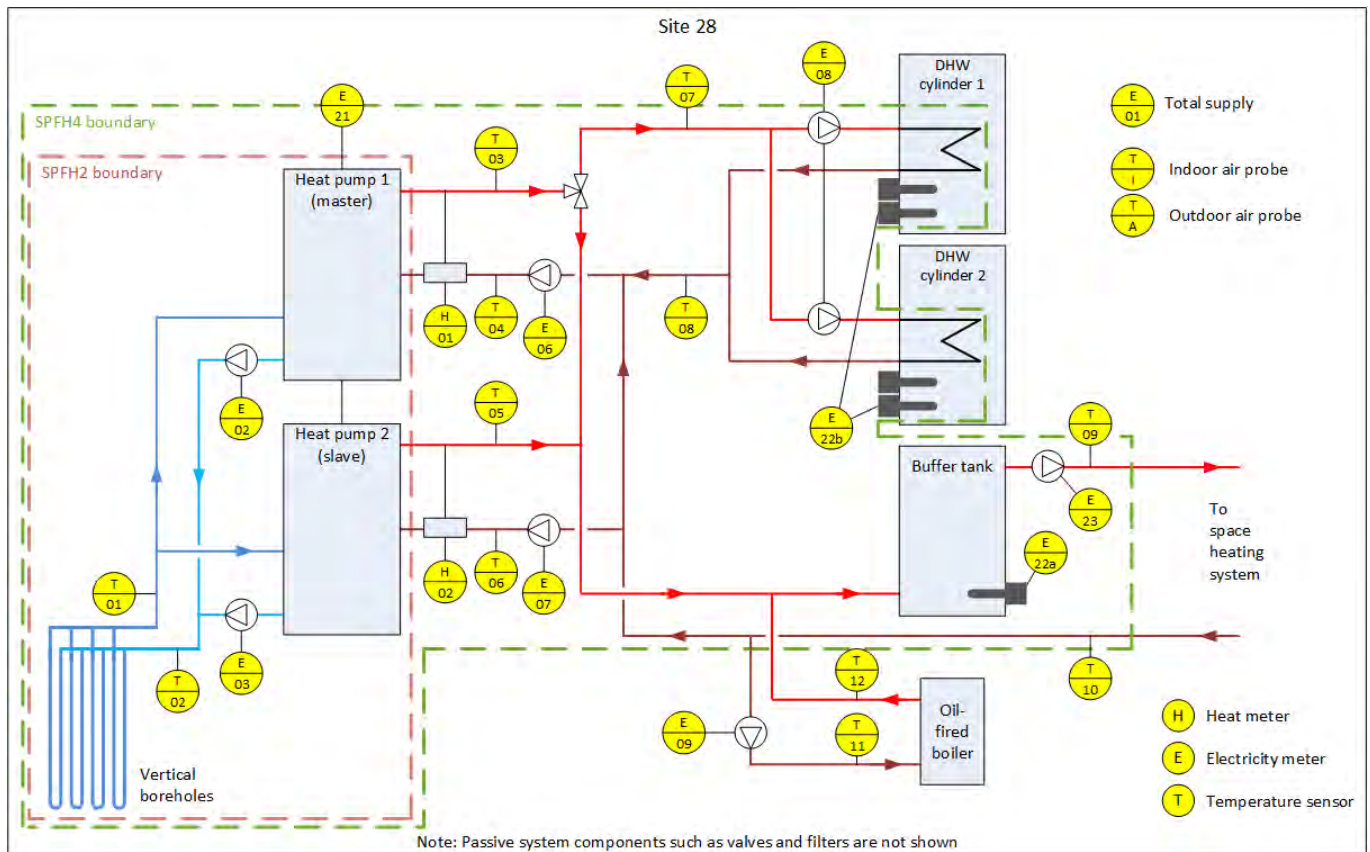 Site 28
E
08
DHW
cylinder 1
T
07
E
21
E
01
Total supply
SPFH4 boundary
T
03
SPFH2 boundary
T
I
Indoor air probe
Heat pump 1
(master)
T
A
Outdoor air probe
DHW
cylinder 2
H
01
T
04
E
06
T
08
E
02
T
05
E
22b
T
09
Heat pump 2
(slave)
Buffer tank
E
23
To
space
heating
system
E
22a
T
01
H
02
T
06
E
07
T
02
E
03
T
12
T
10
Oil-
fired
boiler
E
09
T
11
H
Heat meter
E
Electricity meter
Vertical
boreholes
T
Temperature sensor
Note: Passive system components such as valves and filters are not shown